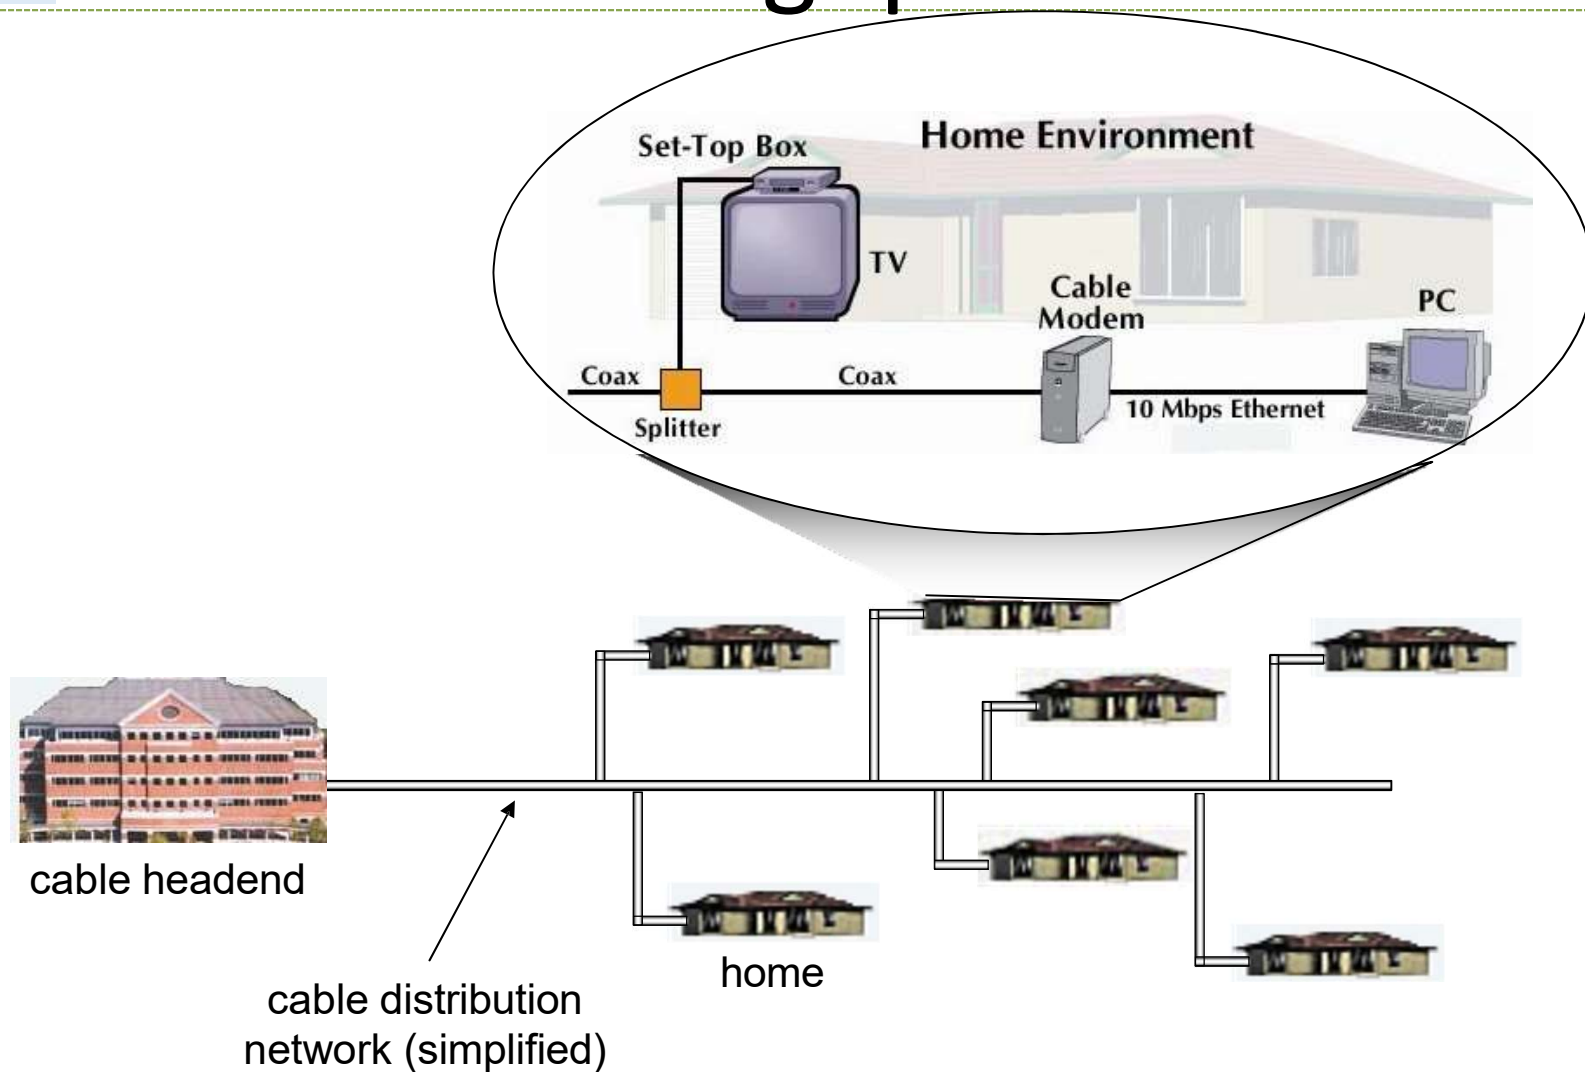 Home Environment
Set-Top Box
TV
Cable
Modem
PC
Coax
Coax
10 Mbps Ethernet
Splitter
cable headend
home
cable distribution
network (simplified)